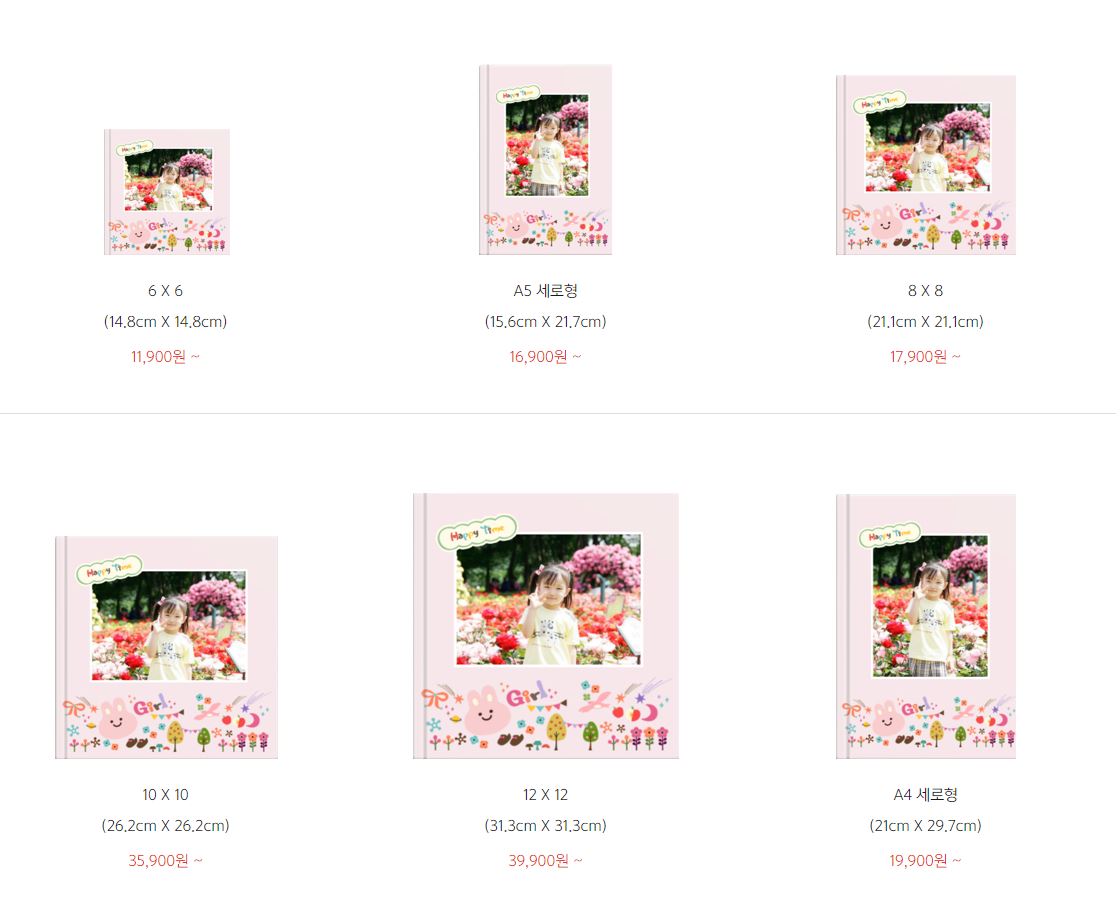 Happy Time
Girl
6 X 6
(14.8cm X 14.8cm)
11,900원 ~
Happy Time
Girl
A5 세로형
(15.6cm X 21.7cm)
16,900원 ~
Happy Time
Girl
8 X 8
(21.1cm X 21.1cm)
17,900원 ~
Happy Time
Girl
10 X 10
(26.2cm X 26.2cm)
35,900원 ~
Happy Time
Girl
12 X 12
(31.3cm X 31.3cm)
39,900원 ~
Happy Time
Girl
A4 세로형
(21cm X 29.7cm)
19,900원 ~